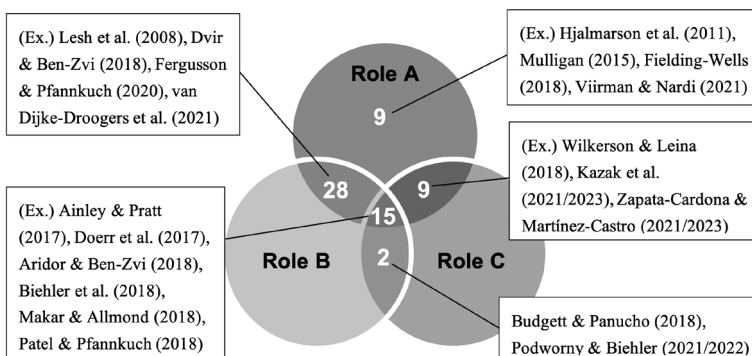 (Ex.) Lesh et al. (2008), Dvir
& Ben-Zvi (2018), Fergusson
& Pfannkuch (2020), van
Dijke-Droogers et al. (2021)
(Ex.) Hjalmarson et al. (2011),
Mulligan (2015), Fielding-Wells
(2018), Viirman & Nardi (2021)
Role A
9
(Ex.) Wilkerson & Leina
(2018), Kazak et al.
(2021/2023), Zapata-Cardona &
Martínez-Castro (2021/2023)
28
9
15
(Ex.) Ainley & Pratt
(2017), Doerr et al. (2017),
Aridor & Ben-Zvi (2018),
Biehler et al. (2018),
Makar & Allmond (2018),
Patel & Pfannkuch (2018)
Role B
2
Role C
Budgett & Panucho (2018),
Podworny & Biehler (2021/2022)